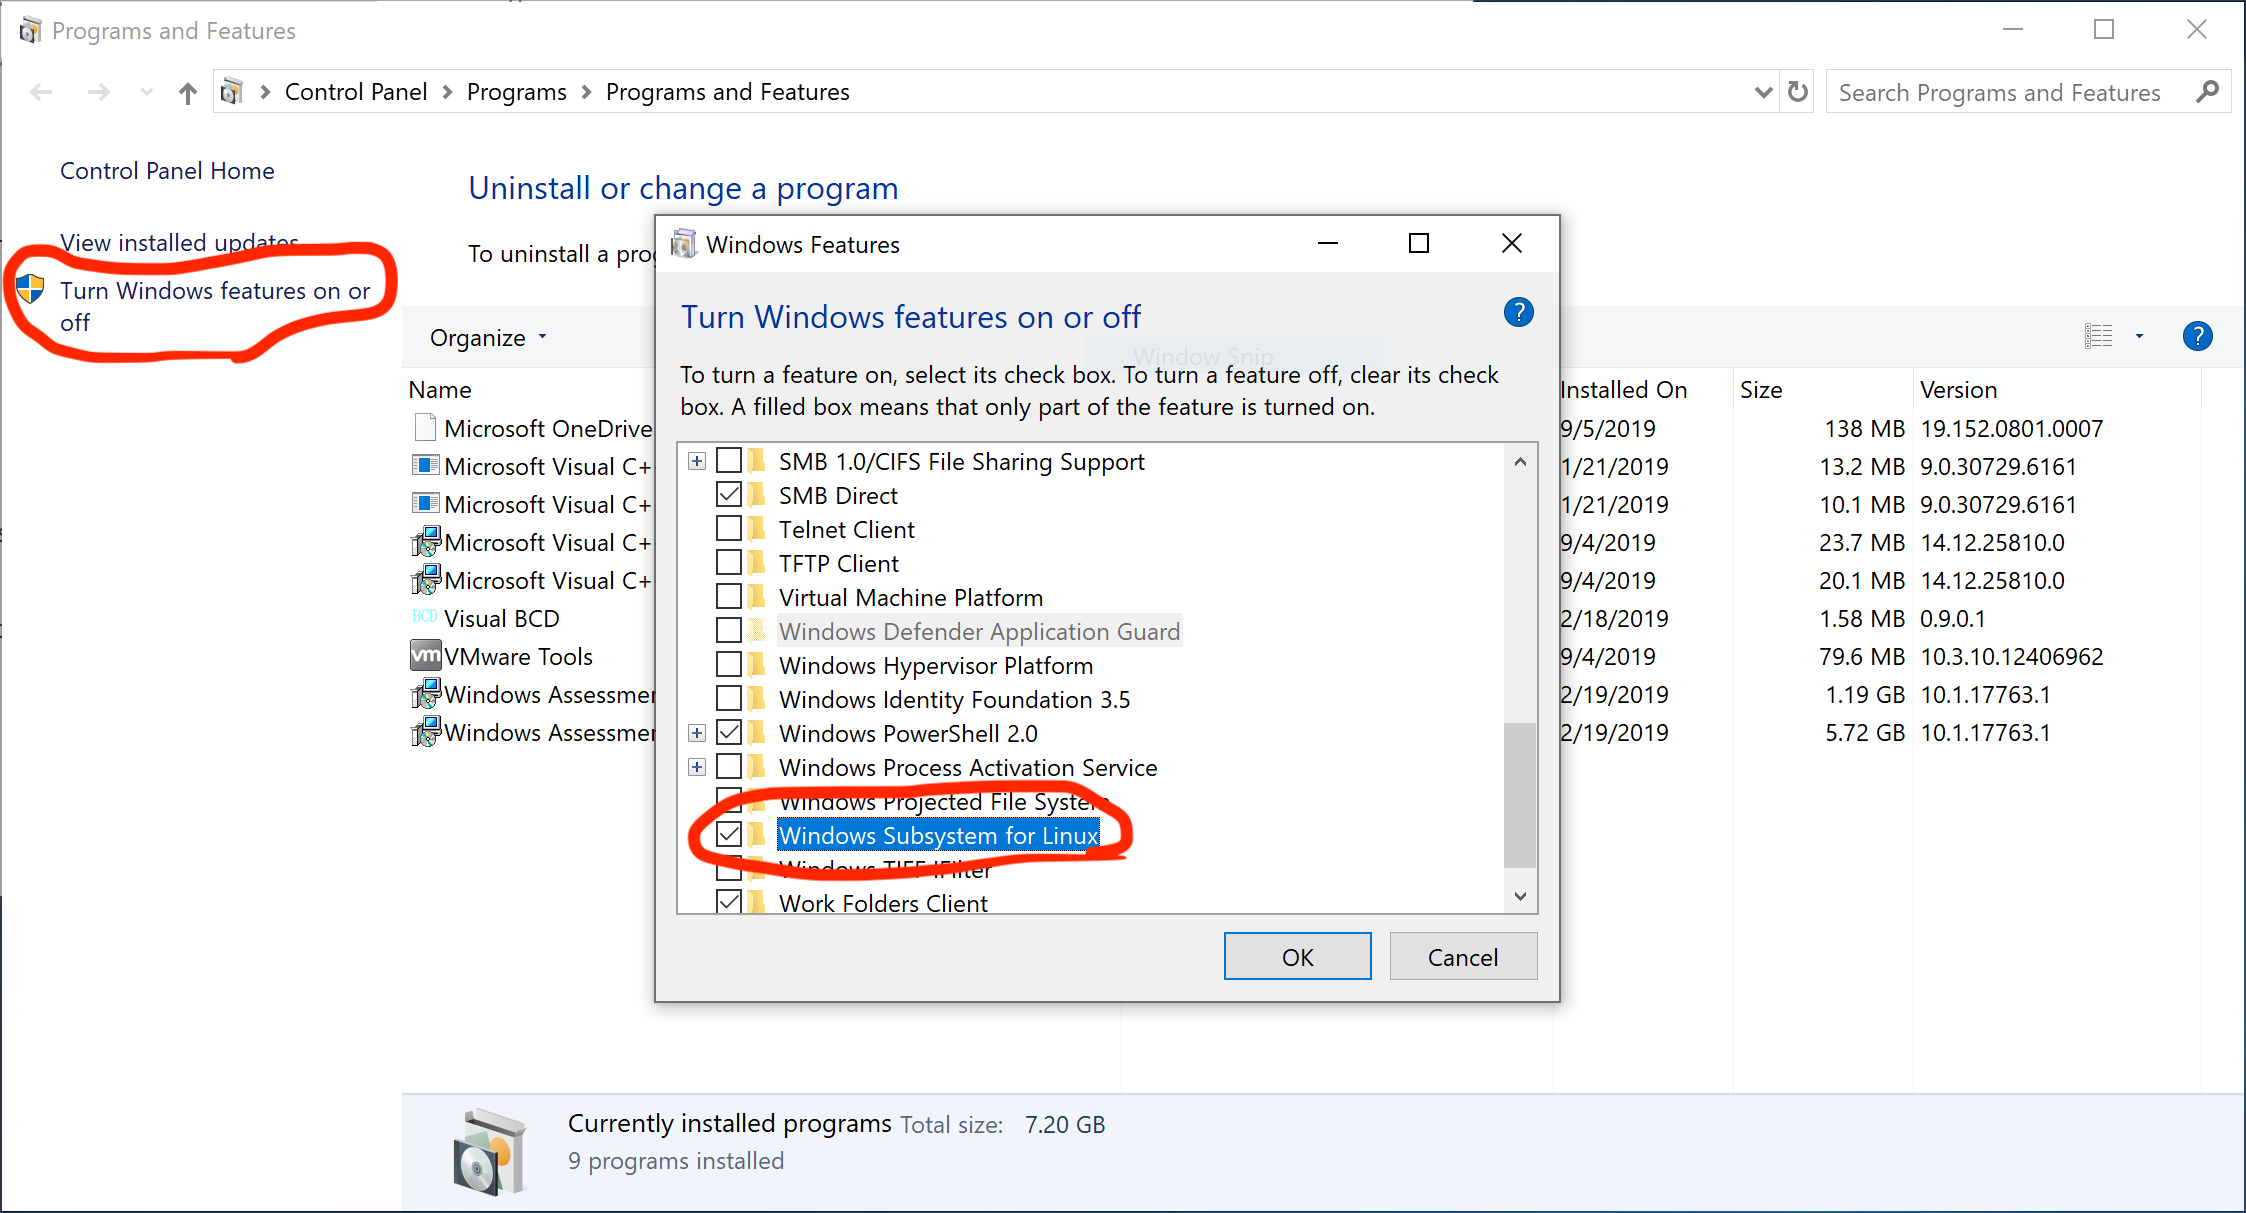 Programs and Features
Control Panel > Programs > Programs and Features
Search Programs and Features
Control Panel Home
View installed updates
Turn Windows features on or
off
Uninstall or change a program
To uninstall a
Organize
Name
Installed On Size Version
Microsoft OneDrive 9/5/2019 138 MB 19.152.0801.0007
Microsoft Visual C+ 1/21/2019 13.2 MB 9.0.30729.6161
Microsoft Visual C+ 1/21/2019 10.1 MB 9.0.30729.6161
Microsoft Visual C+ 9/4/2019 23.7 MB 14.12.25810.0
Microsoft Visual C+ 9/4/2019 20.1 MB 14.12.25810.0
BCD Visual BCD 2/18/2019 1.58 MB 0.9.0.1
vm VMware Tools 9/4/2019 79.6 MB 10.3.10.12406962
Windows Assessmen 2/19/2019 1.19 GB 10.1.17763.1
Windows Assessmen 2/19/2019 5.72 GB 10.1.17763.1
Windows Features
Turn Windows features on or off
Window Snip
To turn a feature on, select its check box. To turn a feature off, clear its check
box. A filled box means that only part of the feature is turned on.
SMB 1.0/CIFS File Sharing Support
SMB Direct
Telnet Client
TFTP Client
Virtual Machine Platform
Windows Defender Application Guard
Windows Hypervisor Platform
Windows Identity Foundation 3.5
Windows PowerShell 2.0
Windows Process Activation Service
Windows Projected File System
Windows Subsystem for Linux
Windows TIFF IFilter
Work Folders Client
OK
Cancel
Currently installed programs Total size: 7.20 GB
9 programs installed